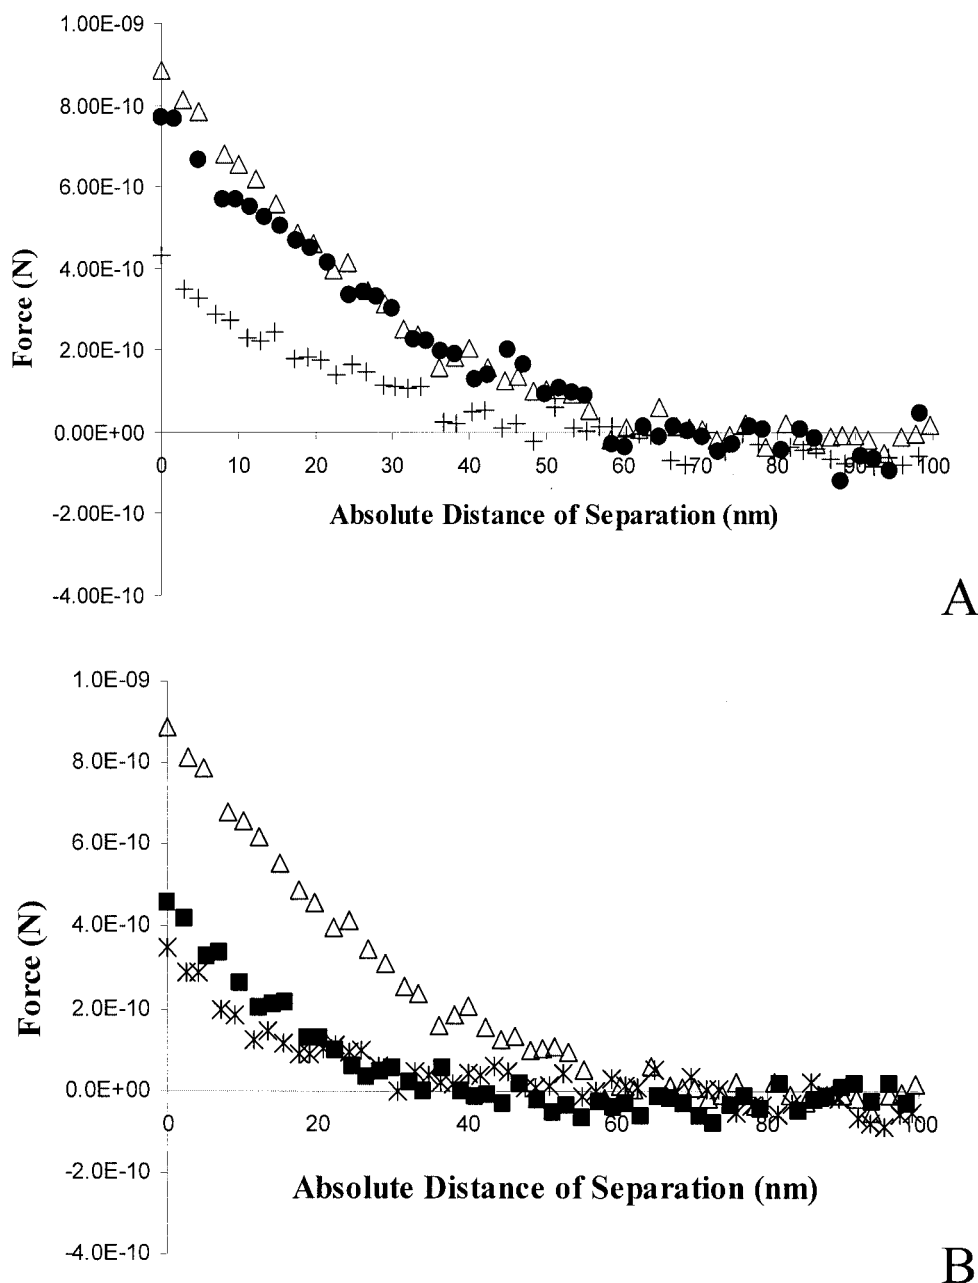 1.00E-09
8.00E-10
6.00E-10
4.00E-10
2.00E-10
0.00E+00
-2.00E-10
-4.00E-10
Force (N)
0 10 20 30 40 50 60 70 80 90 100
Absolute Distance of Separation (nm)
A
1.0E-09
8.0E-10
6.0E-10
4.0E-10
2.0E-10
0.0E+00
-2.0E-10
-4.0E-10
Force (N)
0 20 40 60 80 100
Absolute Distance of Separation (nm)
B